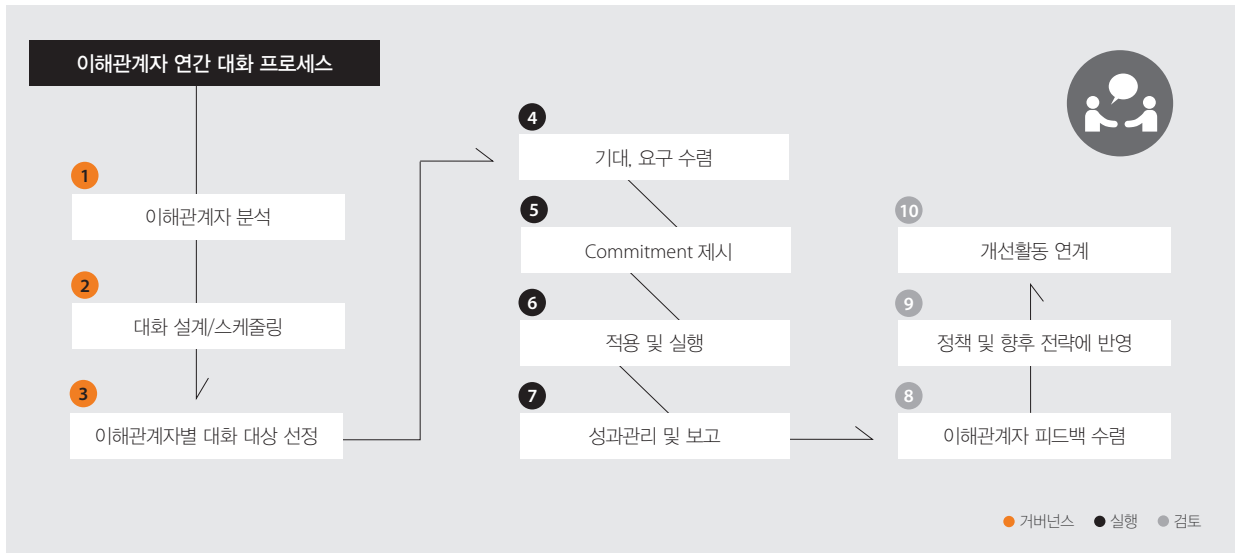 이해관계자 연간 대화 프로세스
1
이해관계자 분석
2
대화 설계/스케줄링
3
이해관계자별 대화 대상 선정
4
기대, 요구 수렴
5
Commitment 제시
6
적용 및 실행
7
성과관리 및 보고
8
이해관계자 피드백 수렴
9
정책 및 향후 전략에 반영
10
개선활동 연계
거버넌스 실행 검토